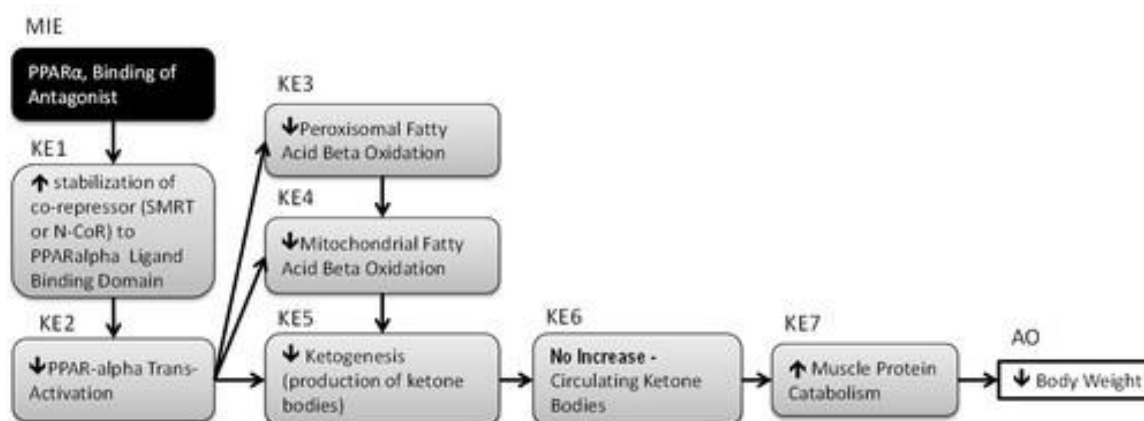 MIE
PPARα, Binding of
Antagonist
KE1
↑ stabilization of
co-repressor (SMRT
or N-CoR) to
PPARalpha Ligand
Binding Domain
KE2
↓PPAR-alpha Trans-
Activation
KE3
↓Peroxisomal Fatty
Acid Beta Oxidation
KE4
↓Mitochondrial Fatty
Acid Beta Oxidation
KE5
↓ Ketogenesis
(production of ketone
bodies)
KE6
No Increase -
Circulating Ketone
Bodies
KE7
↑ Muscle Protein
Catabolism
AO
↓ Body Weight